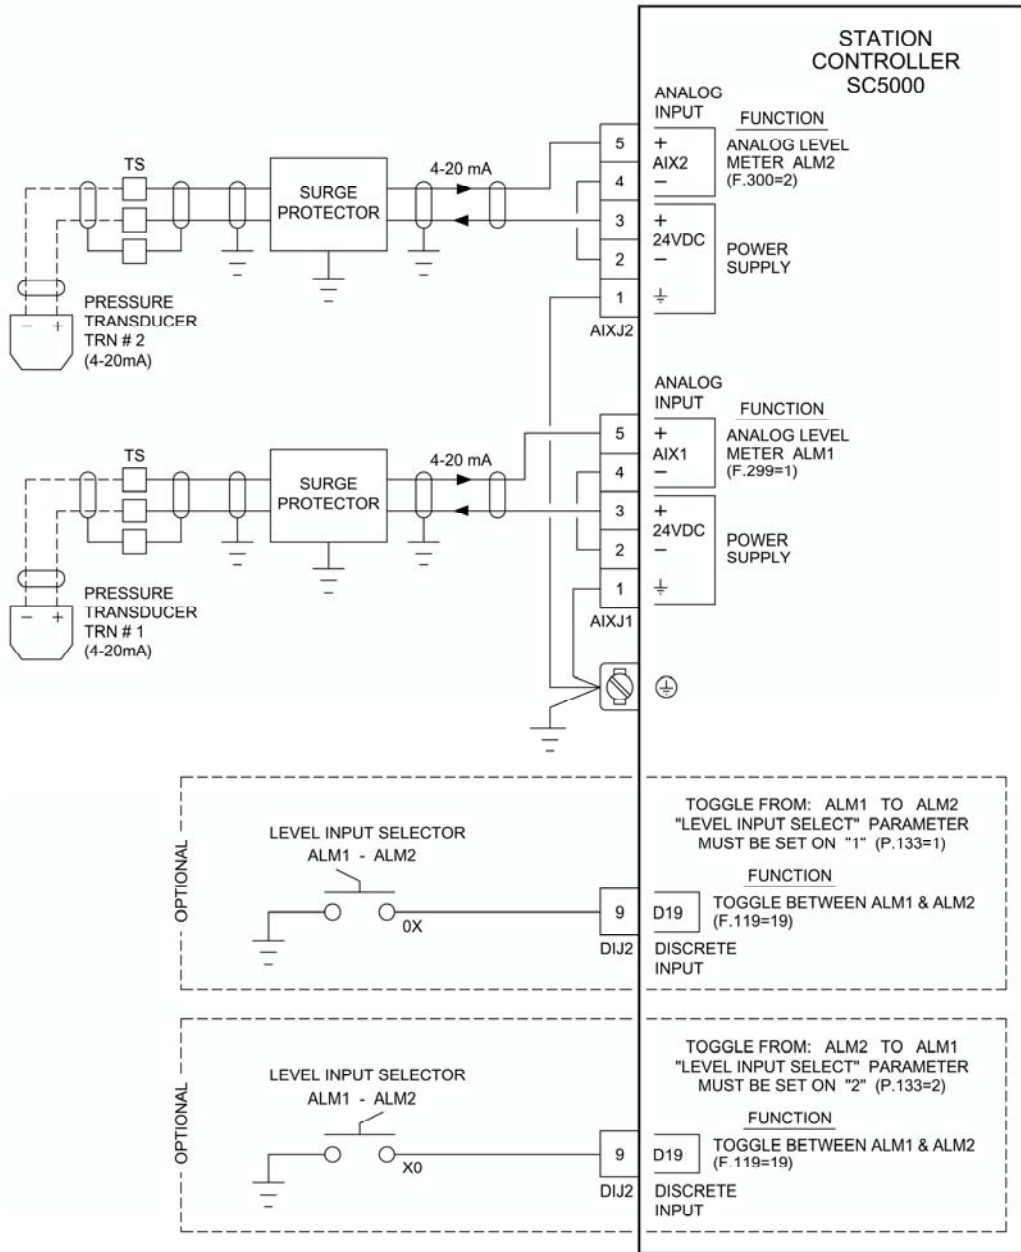 STATION
CONTROLLER
SC5000
ANALOG
INPUT
FUNCTION
5
+
AIX2
ANALOG LEVEL
METER ALM2
(F.300=2)
4
−
TS
SURGE
PROTECTOR
4-20 mA
3
+
24VDC
POWER
SUPPLY
2
−
1
AIXJ2
− +
PRESSURE
TRANSDUCER
TRN # 2
(4-20mA)
ANALOG
INPUT
FUNCTION
5
+
AIX1
ANALOG LEVEL
METER ALM1
(F.299=1)
4
−
TS
SURGE
PROTECTOR
4-20 mA
3
+
24VDC
POWER
SUPPLY
2
−
1
AIXJ1
− +
PRESSURE
TRANSDUCER
TRN # 1
(4-20mA)
OPTIONAL
LEVEL INPUT SELECTOR
ALM1 - ALM2
0X
9
DIJ2
D19
DISCRETE
INPUT
TOGGLE FROM: ALM1 TO ALM2
"LEVEL INPUT SELECT" PARAMETER
MUST BE SET ON "1" (P.133=1)
FUNCTION
TOGGLE BETWEEN ALM1 & ALM2
(F.119=19)
OPTIONAL
LEVEL INPUT SELECTOR
ALM1 - ALM2
X0
9
DIJ2
D19
DISCRETE
INPUT
TOGGLE FROM: ALM2 TO ALM1
"LEVEL INPUT SELECT" PARAMETER
MUST BE SET ON "2" (P.133=2)
FUNCTION
TOGGLE BETWEEN ALM1 & ALM2
(F.119=19)